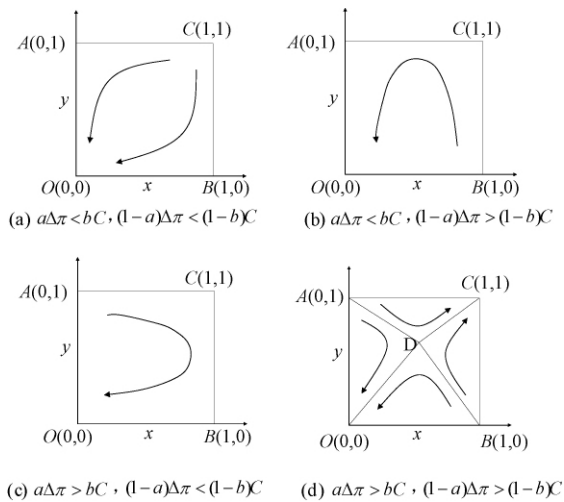 C(1,1)
A(0,1)
y
O(0,0)
x
B(1,0)
(a) aΔπ<bC，(1−a)Δπ<(1−b)C
C(1,1)
A(0,1)
y
O(0,0)
x
B(1,0)
(b) aΔπ<bC，(1−a)Δπ>(1−b)C
C(1,1)
A(0,1)
y
O(0,0)
x
B(1,0)
(c) aΔπ>bC，(1−a)Δπ<(1−b)C
C(1,1)
A(0,1)
D
y
O(0,0)
x
B(1,0)
(d) aΔπ>bC，(1−a)Δπ>(1−b)C